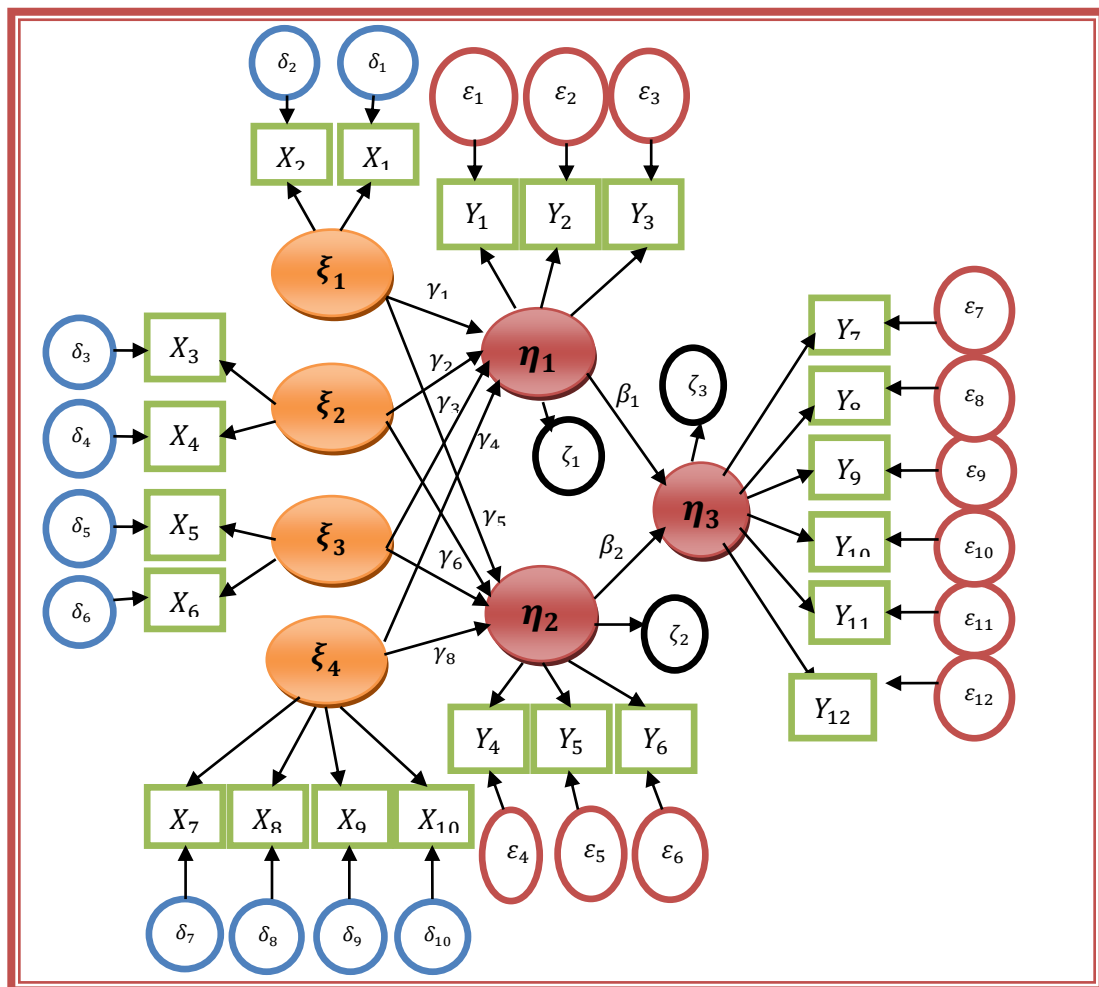 δ₂ δ₁
ε₁ ε₂ ε₃
X₂ X₁
Y₁ Y₂ Y₃
ξ₁
γ₁
δ₃ X₃
η₁
γ₂
ξ₂
γ₃
δ₄ X₄
γ₄
β₁
ζ₃
ζ₁
Y₇ ε₇
Y�8 ε₈
Y₉ ε₉
δ₅ X₅
ξ₃
γ₅
η₃
γ₆
β₂
Y₁₀ ε₁₀
δ₆ X₆
η₂
ζ₂
Y₁₁ ε₁₁
ξ₄
γ₈
Y₁₂ ε₁₂
Y₄ Y₅ Y₆
X₇ X₈ X₉ X₁₀
ε₄ ε₅ ε₆
δ₇ δ₈ δ₉ δ₁₀